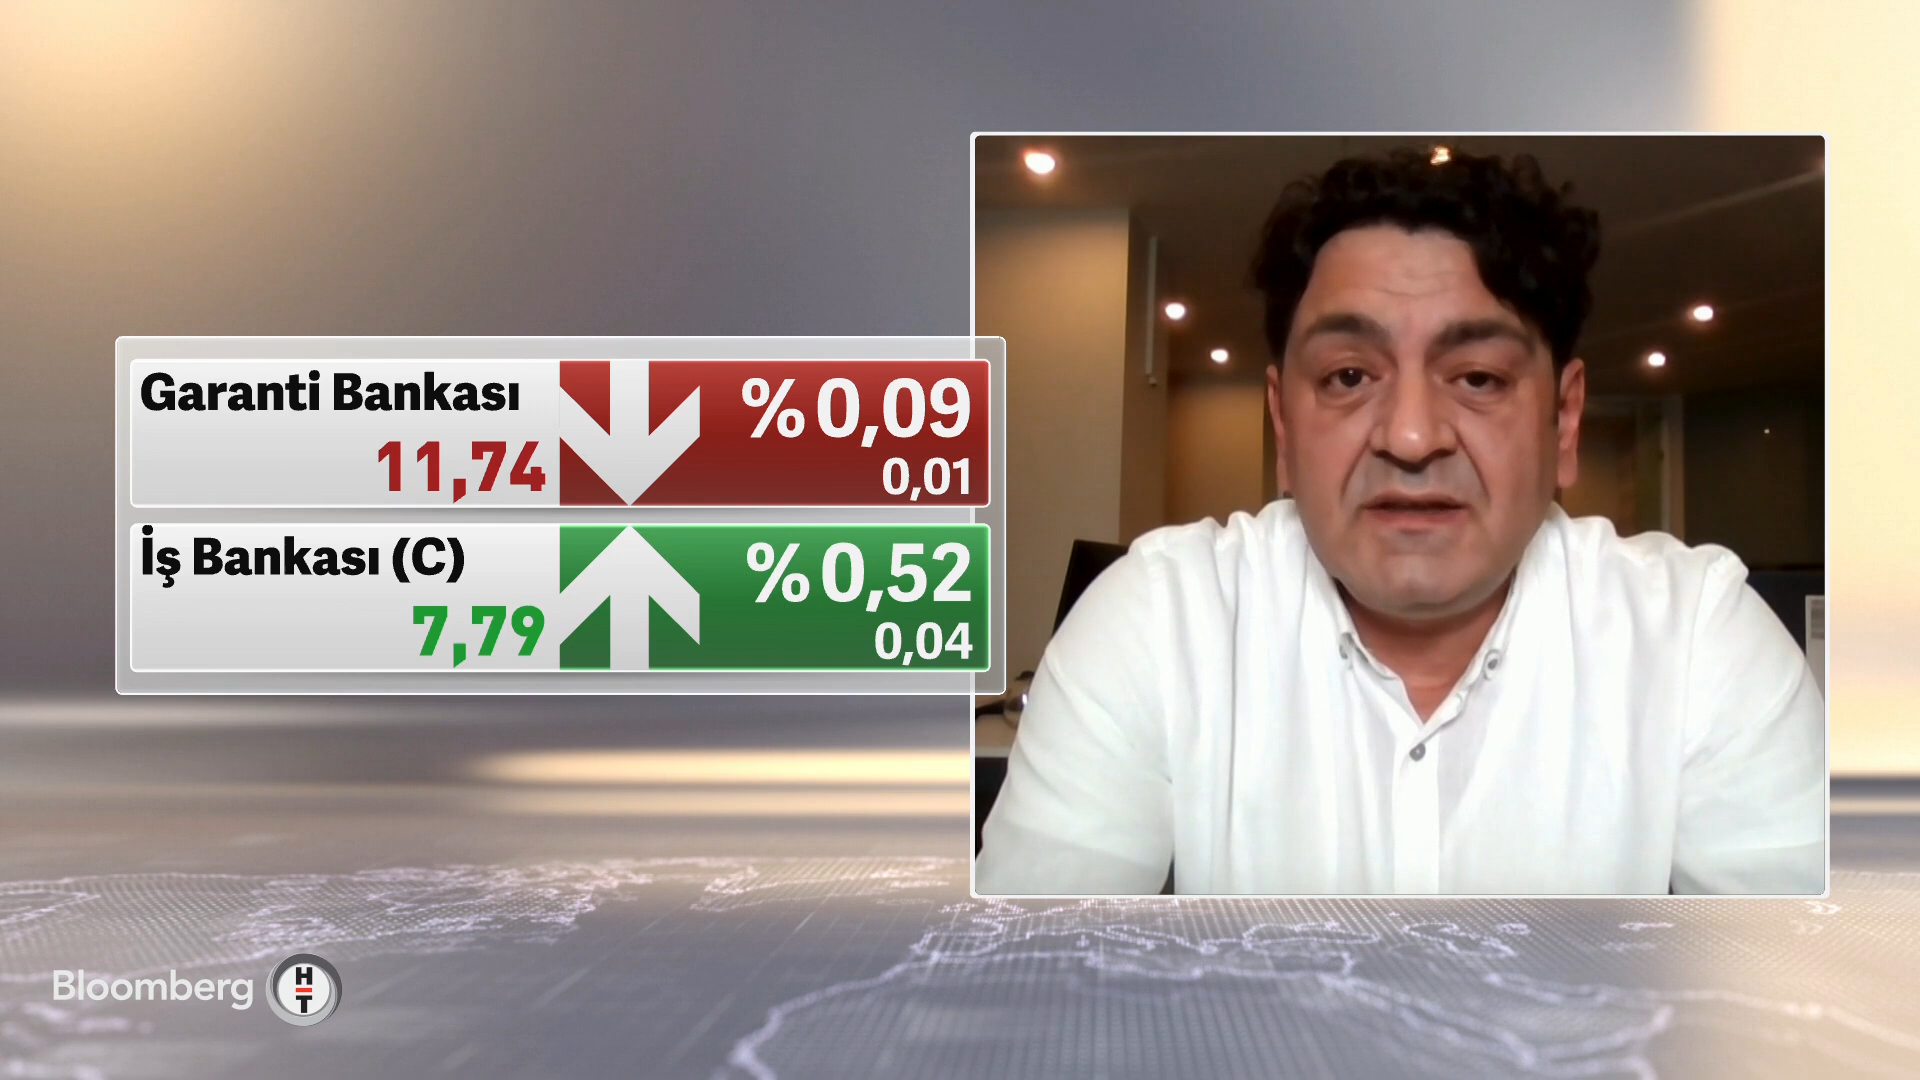 Garanti Bankası
11,74
%0,09
0,01
İş Bankası (C)
7,79
%0,52
0,04
Bloomberg HT